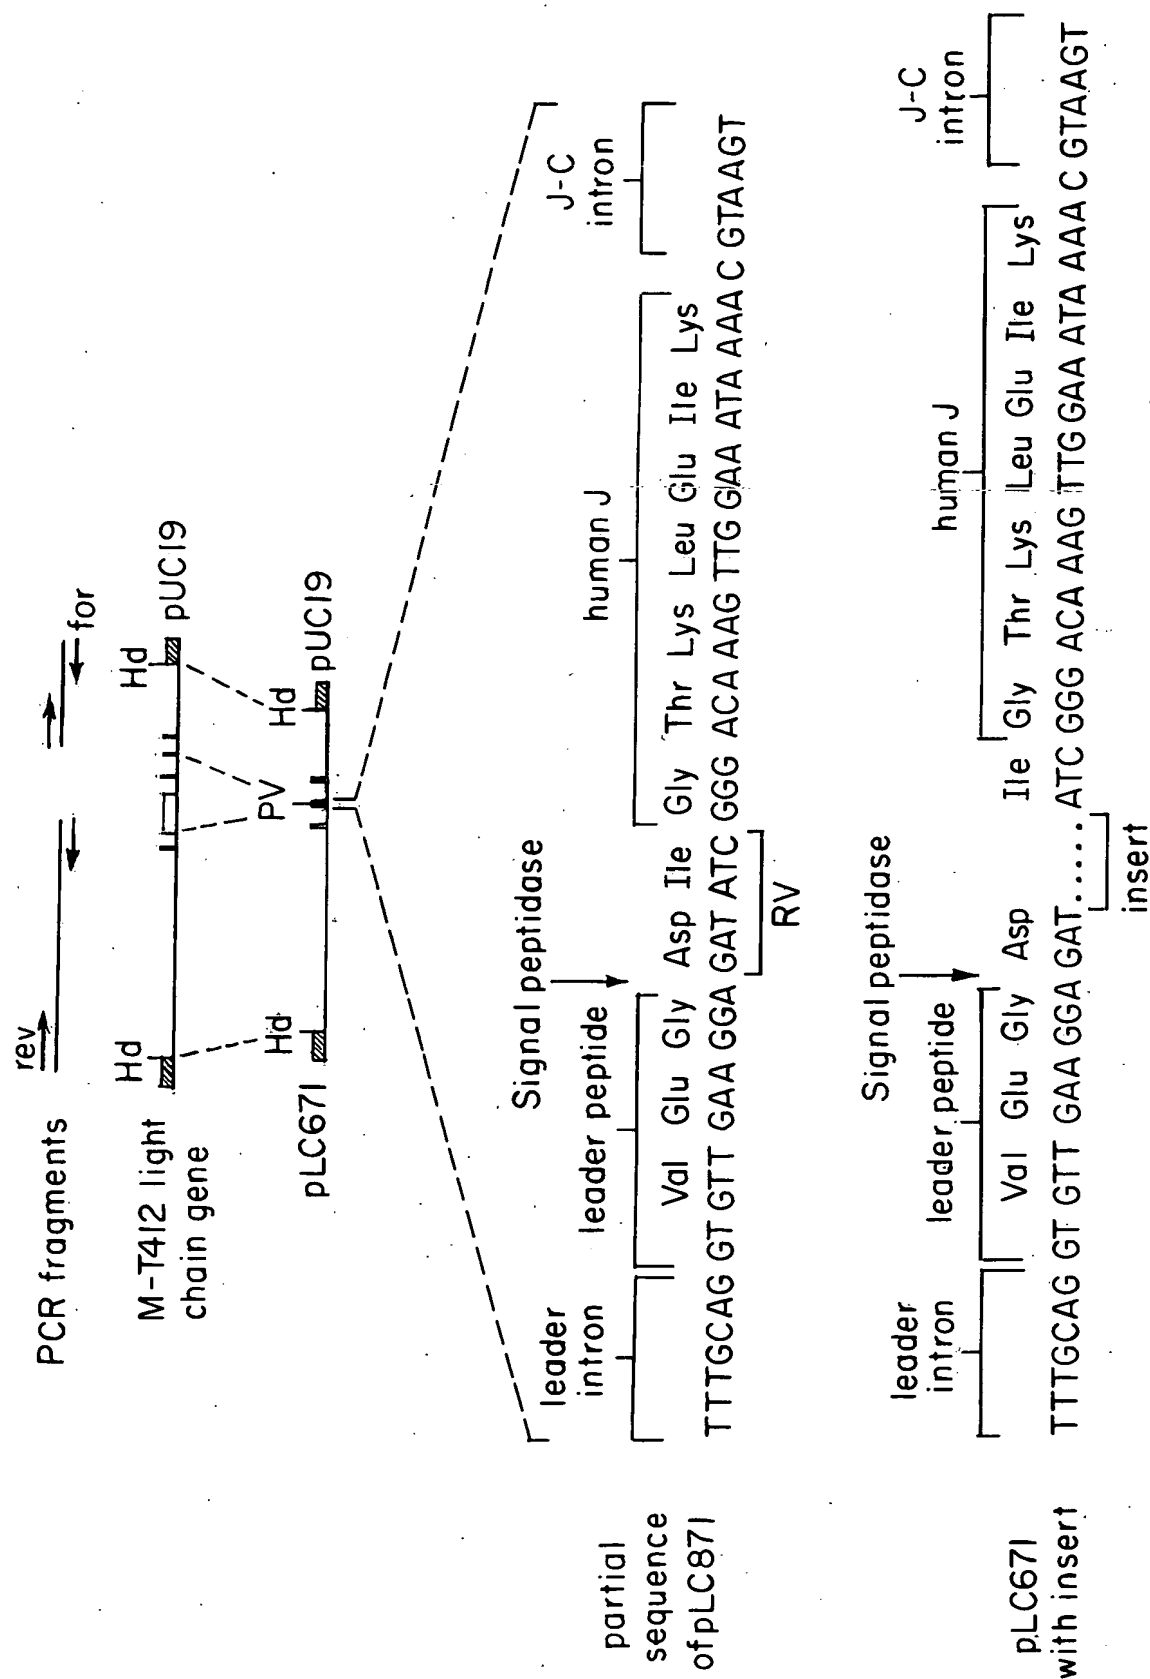 PCR fragments
rev
for
M-T412 light
chain gene
Hd
Hd
pUC19
pLC671
Hd
PV
Hd
pUC19
Signal peptidase
leader
intron
leader peptide
human J
J-C
intron
Val Glu Gly Asp Ile Gly Thr Lys Leu Glu Ile Lys
TTTGCAG GT GTT GAA GGA GAT ATC GGG ACA AAG TTG GAA ATA AAA C GTAAGT
RV
partial
sequence
of pLC871
Signal peptidase
leader
intron
leader peptide
human J
J-C
intron
Val Glu Gly Asp Ile Gly Thr Lys Leu Glu Ile Lys
TTTGCAG GT GTT GAA GGA GAT..... ATC GGG ACA AAG TTG GAA ATA AAA C GTAAGT
insert
pLC671
with insert